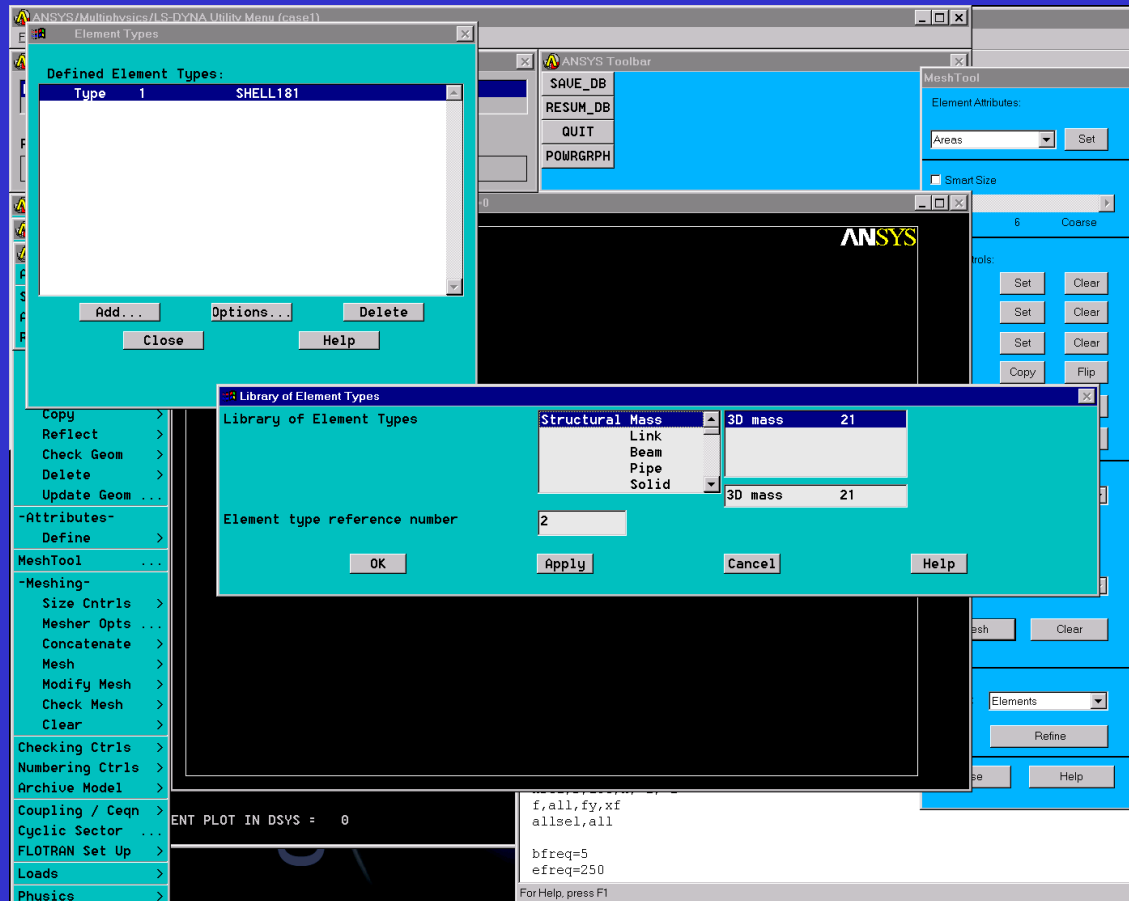 ANSYS/Multiphysics/LS-DYNA Utility Menu (case1)
Element Types
Defined Element Types:
Type 1 SHELL181
Add... Options... Delete
Close Help
ANSYS Toolbar
SAVE_DB
RESUM_DB
QUIT
POWRGRPH
MeshTool
Element Attributes:
Areas Set
Smart Size
6 Coarse
trols:
Set Clear
Set Clear
Set Clear
Copy Flip
ANSYS
Library of Element Types
Library of Element Types
Structural Mass
Link
Beam
Pipe
Solid
3D mass 21
3D mass 21
Element type reference number
2
OK Apply Cancel Help
Copy >
Reflect >
Check Geom >
Delete >
Update Geom ...
-Attributes-
Define >
MeshTool ...
-Meshing-
Size Cntrls >
Mesher Opts ...
Concatenate >
Mesh >
Modify Mesh >
Check Mesh >
Clear >
Checking Ctrls >
Numbering Ctrls >
Archive Model >
Coupling / Ceqn >
Cyclic Sector ...
FLOTRAN Set Up >
Loads >
Physics >
esh Clear
Elements
Refine
se Help
ENT PLOT IN DSYS = 0
f,all,fy,xf
allsel,all
bfreq=5
efreq=250
For Help, press F1